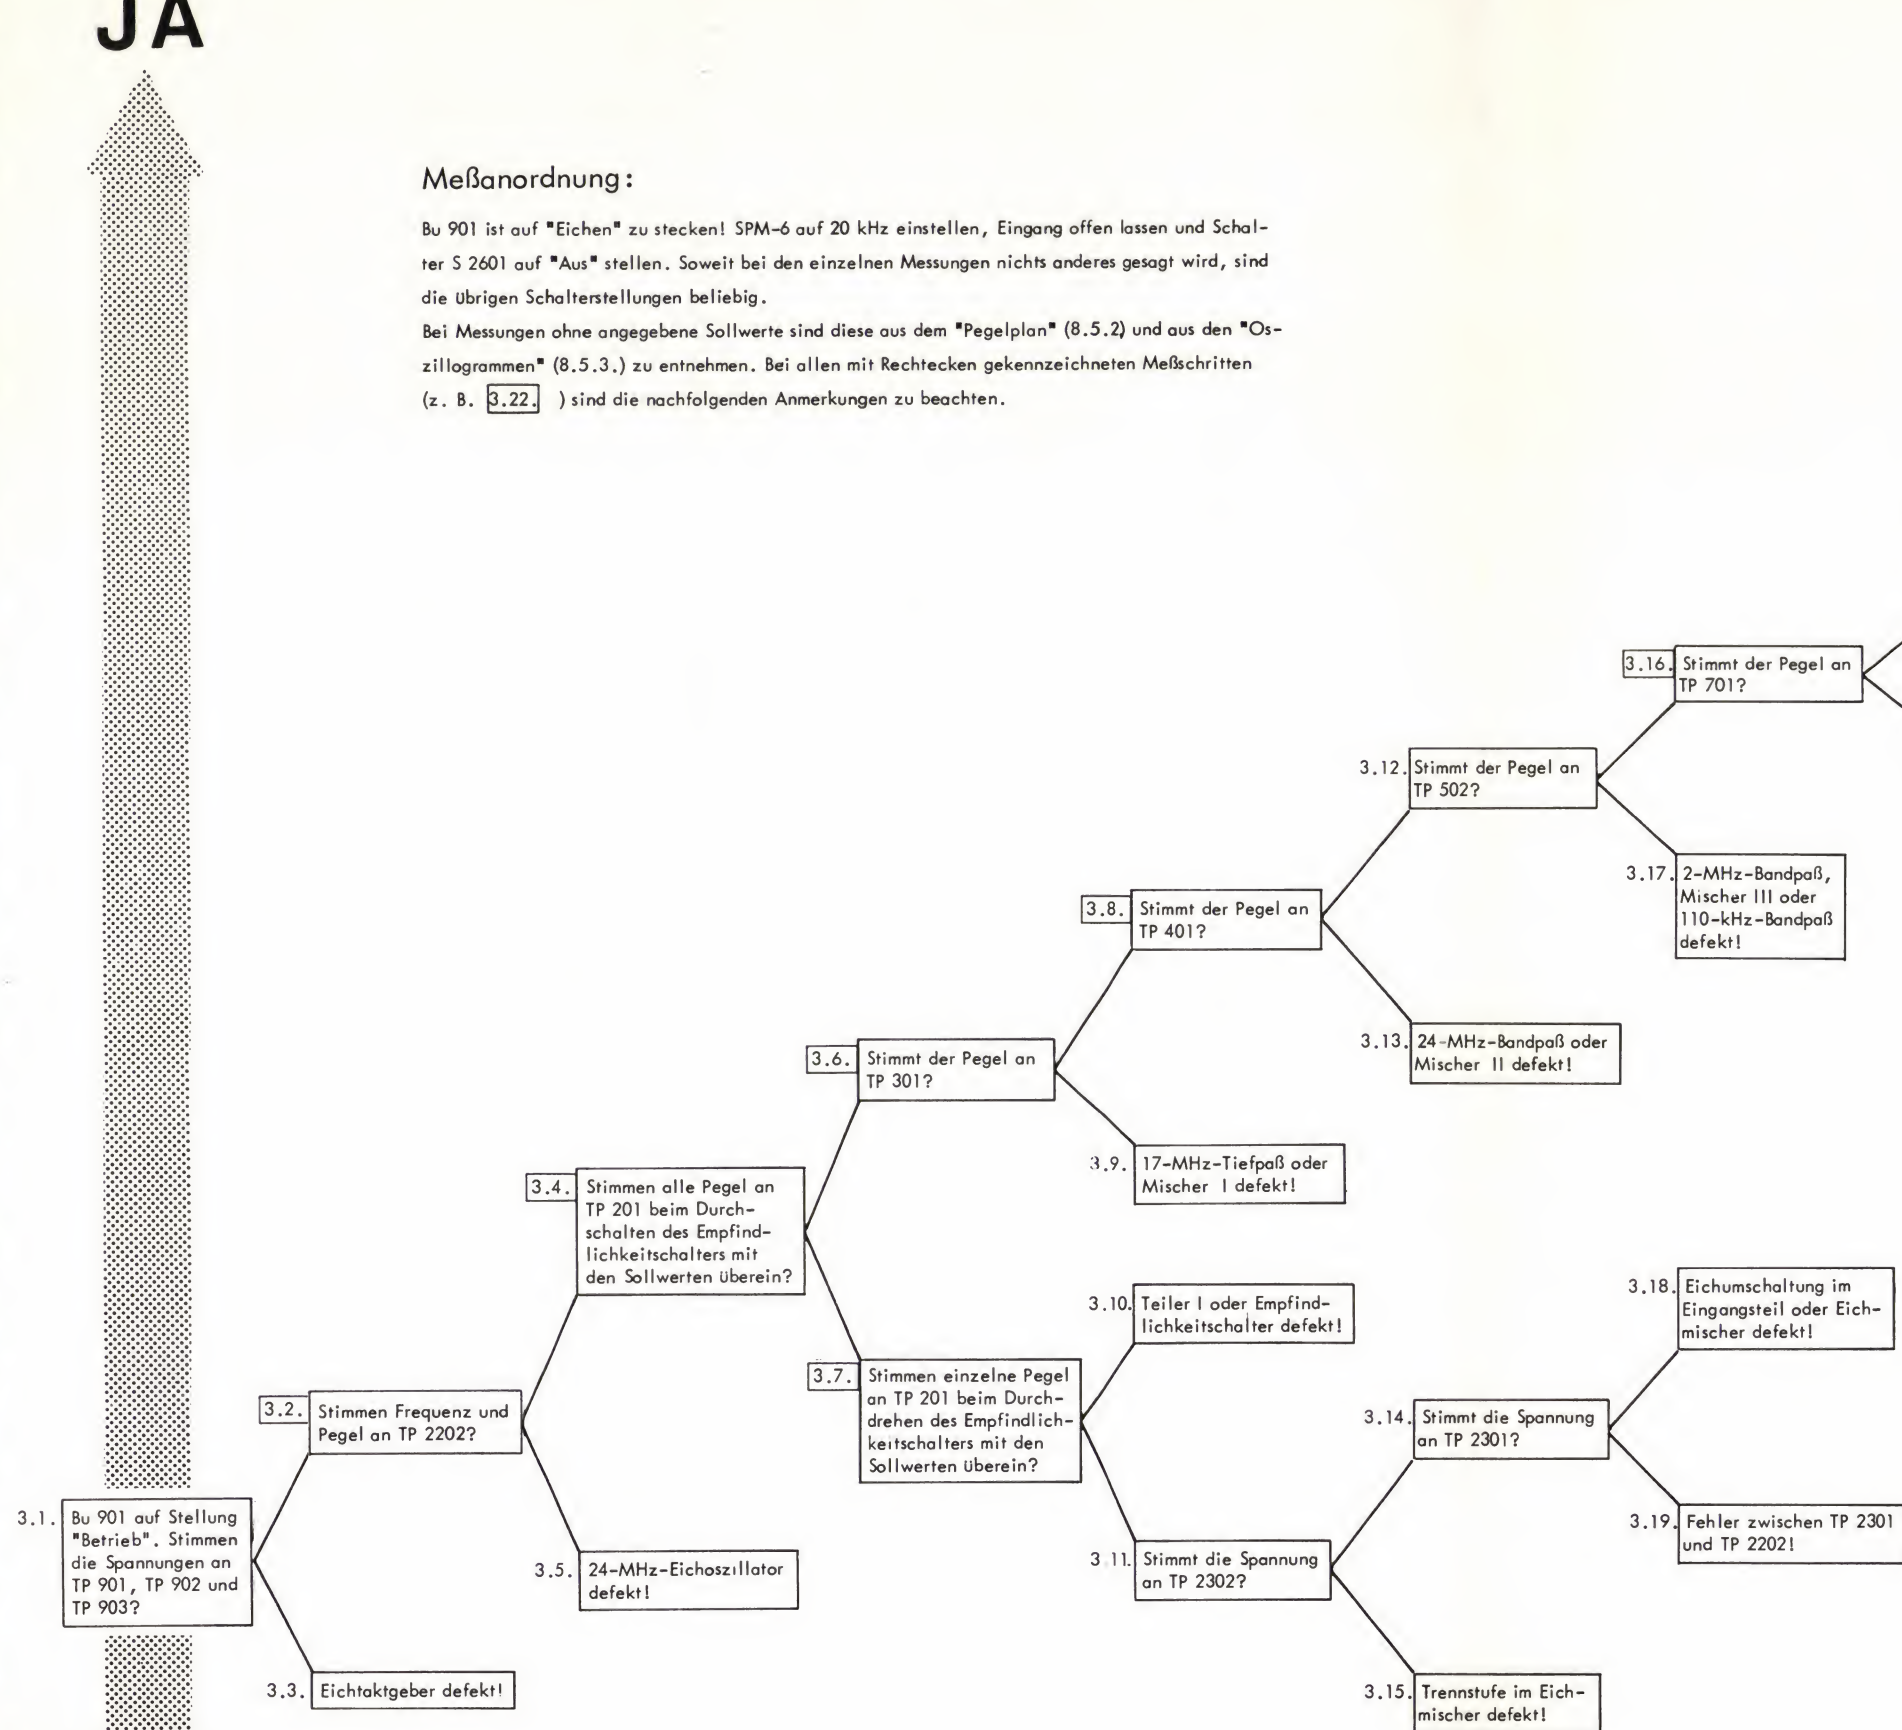 JA
Meßanordnung:
Bu 901 ist auf "Eichen" zu stecken! SPM-6 auf 20 kHz einstellen, Eingang offen lassen und Schal-
ter S 2601 auf "Aus" stellen. Soweit bei den einzelnen Messungen nichts anderes gesagt wird, sind
die übrigen Schalterstellungen beliebig.
Bei Messungen ohne angegebene Sollwerte sind diese aus dem "Pegelplan" (8.5.2) und aus den "Os-
zillogrammen" (8.5.3.) zu entnehmen. Bei allen mit Rechtecken gekennzeichneten Meßschritten
(z. B. 3.22. ) sind die nachfolgenden Anmerkungen zu beachten.
3.16. Stimmt der Pegel an
TP 701?
3.12. Stimmt der Pegel an
TP 502?
3.17. 2-MHz-Bandpaß,
Mischer III oder
110-kHz-Bandpaß
defekt!
3.8. Stimmt der Pegel an
TP 401?
3.13. 24-MHz-Bandpaß oder
Mischer II defekt!
3.6. Stimmt der Pegel an
TP 301?
3.9. 17-MHz-Tiefpaß oder
Mischer I defekt!
3.4. Stimmen alle Pegel an
TP 201 beim Durch-
schalten des Empfind-
lichkeitschalters mit
den Sollwerten überein?
3.10. Teiler I oder Empfind-
lichkeitschalter defekt!
3.18. Eichumschaltung im
Eingangsteil oder Eich-
mischer defekt!
3.7. Stimmen einzelne Pegel
an TP 201 beim Durch-
drehen des Empfindlich-
keitschalters mit den
Sollwerten überein?
3.2. Stimmen Frequenz und
Pegel an TP 2202?
3.14. Stimmt die Spannung
an TP 2301?
3.1. Bu 901 auf Stellung
"Betrieb". Stimmen
die Spannungen an
TP 901, TP 902 und
TP 903?
3.19. Fehler zwischen TP 2301
und TP 2202!
3.5. 24-MHz-Eichoszillator
defekt!
3 11. Stimmt die Spannung
an TP 2302?
3.3. Eichtaktgeber defekt!
3.15. Trennstufe im Eich-
mischer defekt!